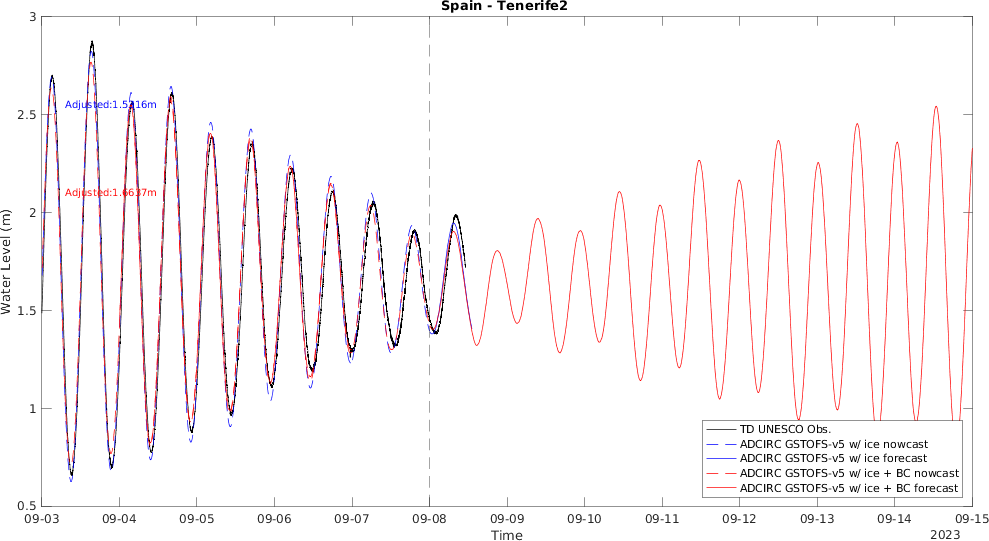 Spain - Tenerife2
3
2.5
2
1.5
1
0.5
Water Level (m)
Adjusted:1.5216m
Adjusted:1.6637m
09-03 09-04 09-05 09-06 09-07 09-08 09-09 09-10 09-11 09-12 09-13 09-14 09-15
Time
2023
TD UNESCO Obs.
ADCIRC GSTOFS-v5 w/ ice nowcast
ADCIRC GSTOFS-v5 w/ ice forecast
ADCIRC GSTOFS-v5 w/ ice + BC nowcast
ADCIRC GSTOFS-v5 w/ ice + BC forecast